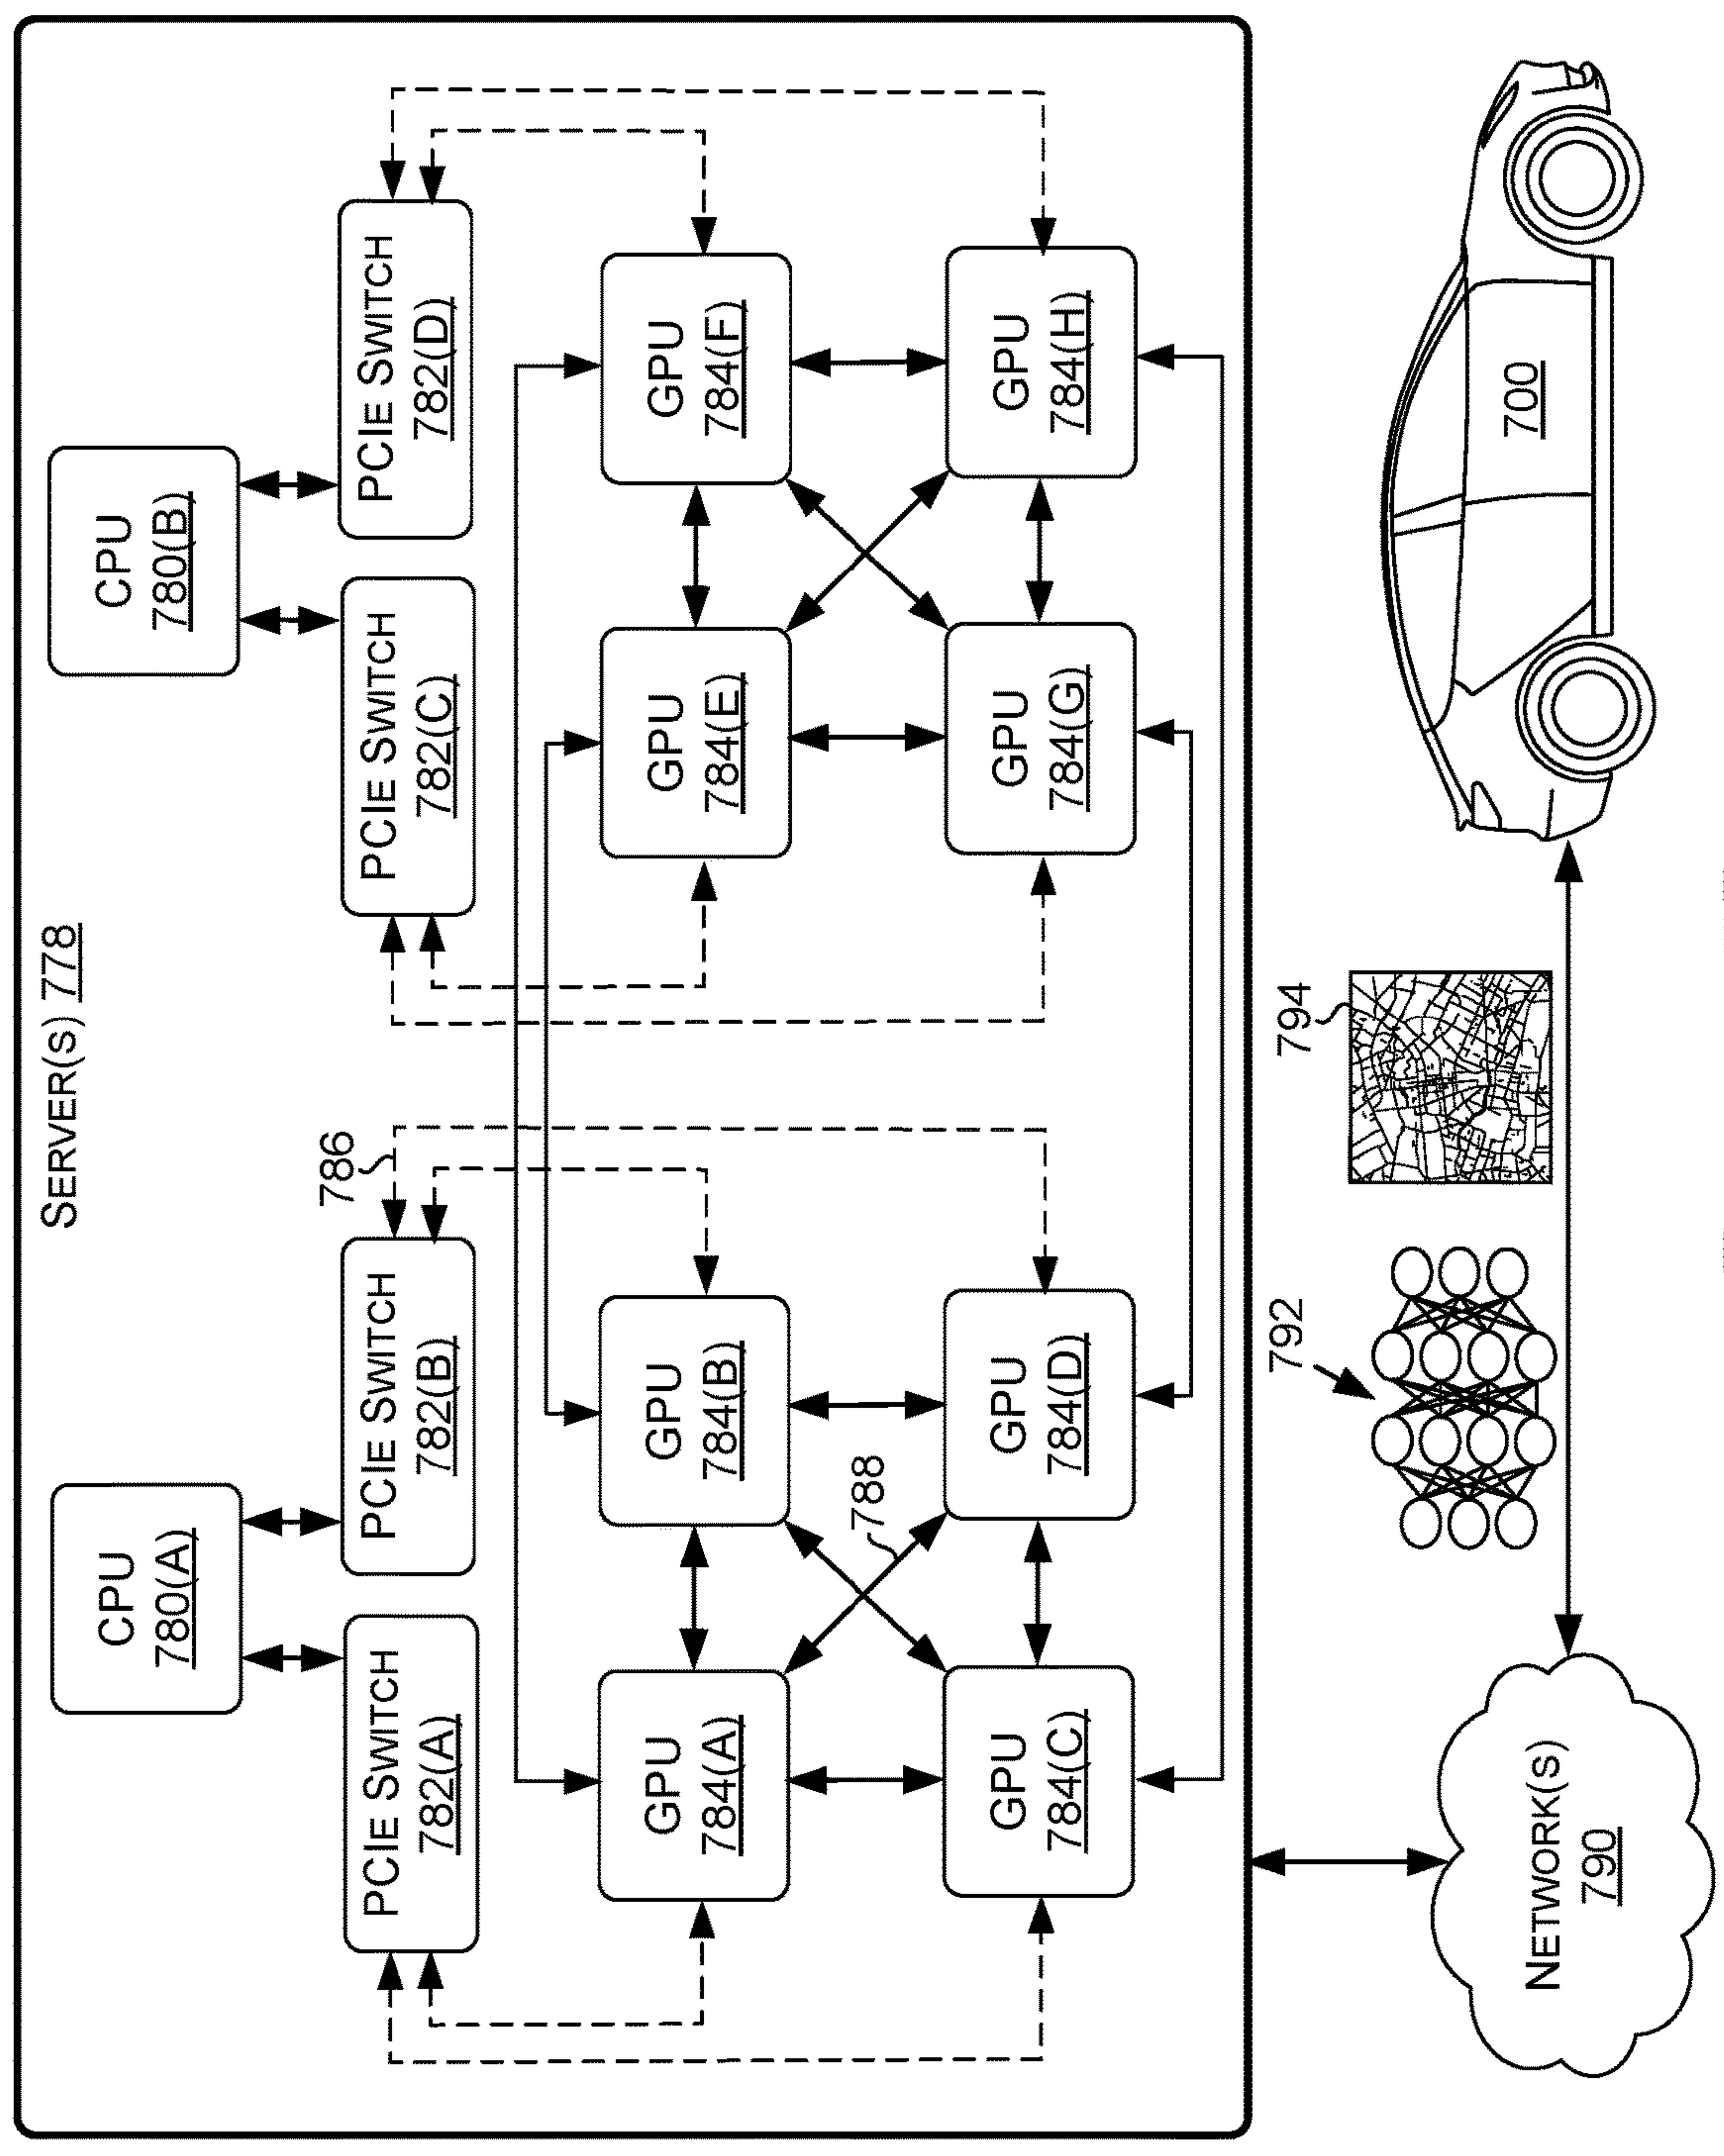 SERVER(S) 778
CPU
780(A)
CPU
780(B)
PCIE SWITCH
782(A)
PCIE SWITCH
782(B)
786
PCIE SWITCH
782(C)
PCIE SWITCH
782(D)
GPU
784(A)
GPU
784(B)
GPU
784(E)
GPU
784(F)
788
GPU
784(C)
GPU
784(D)
GPU
784(G)
GPU
784(H)
792
794
NETWORK(S)
790
700